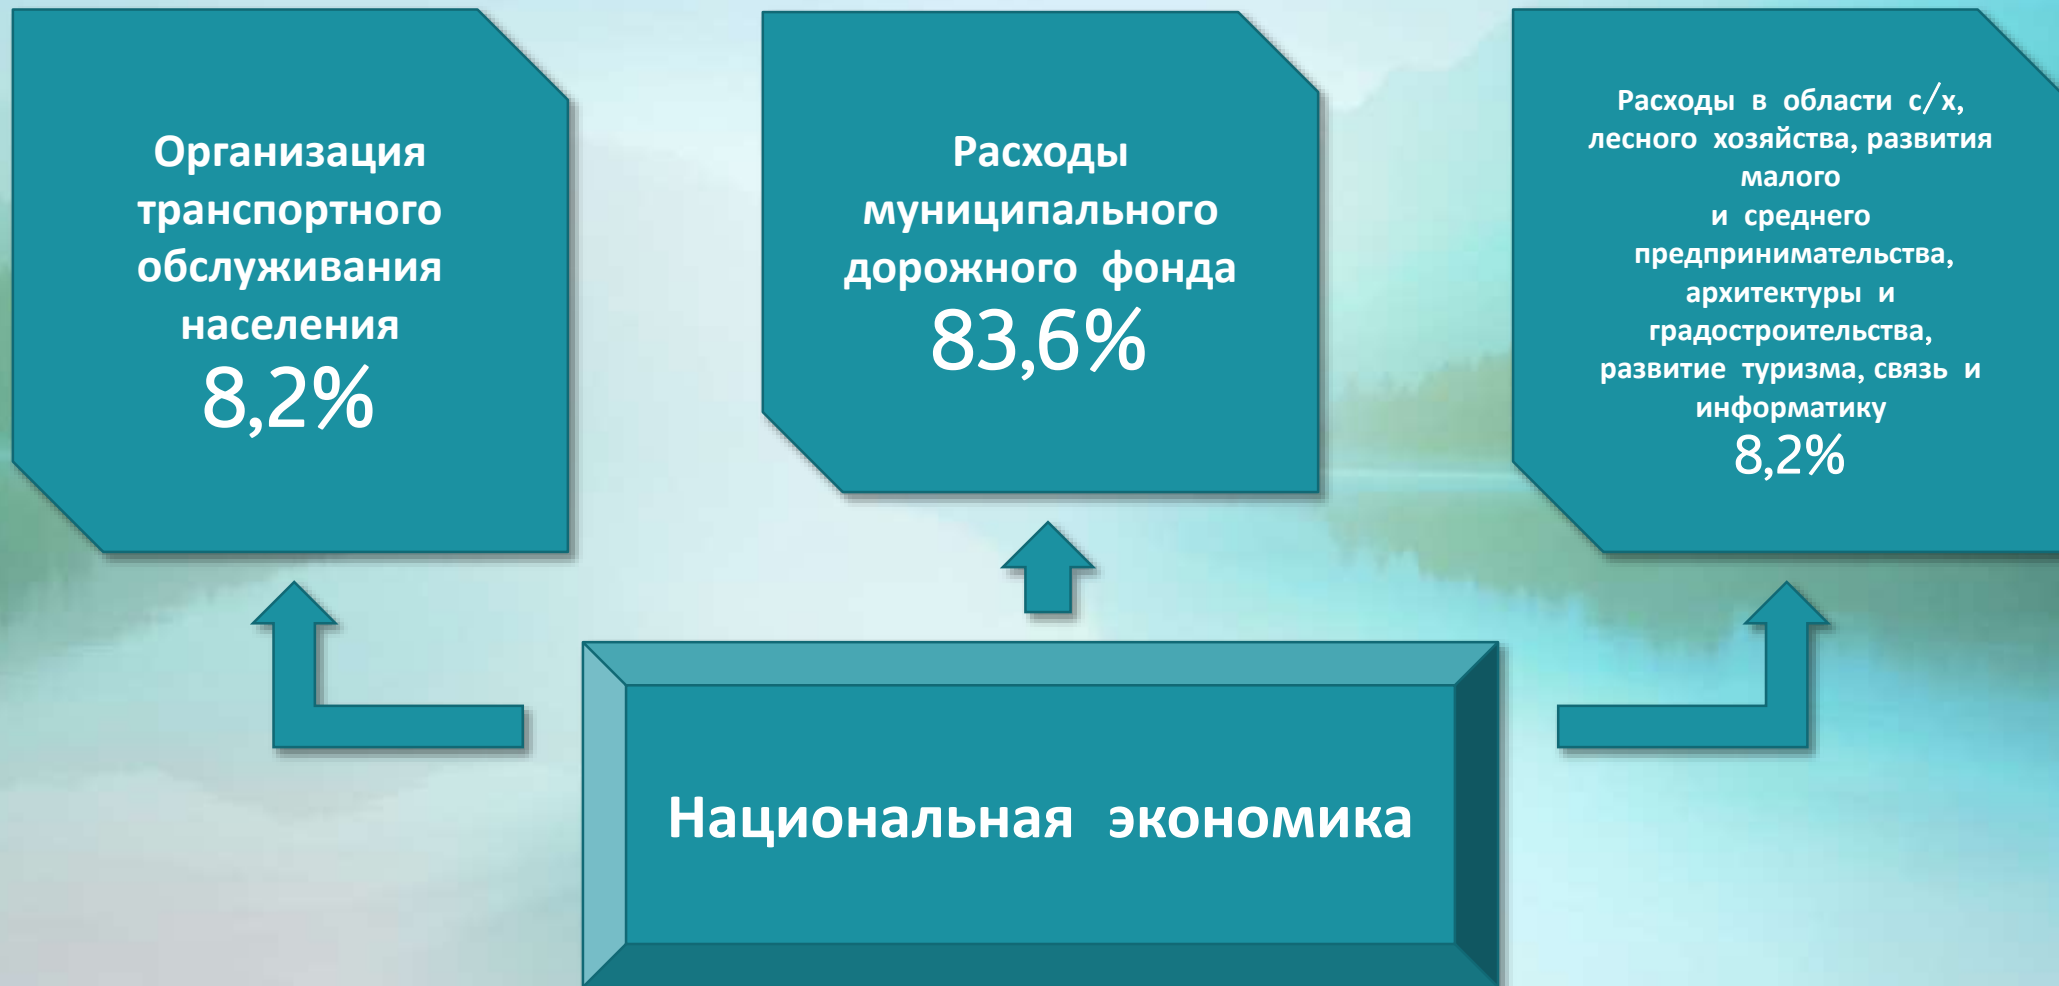 Организация
транспортного
обслуживания
населения
8,2%
Расходы
муниципального
дорожного фонда
83,6%
Расходы в области с/х,
лесного хозяйства, развития
малого
и среднего
предпринимательства,
архитектуры и
градостроительства,
развитие туризма, связь и
информатику
8,2%
Национальная экономика